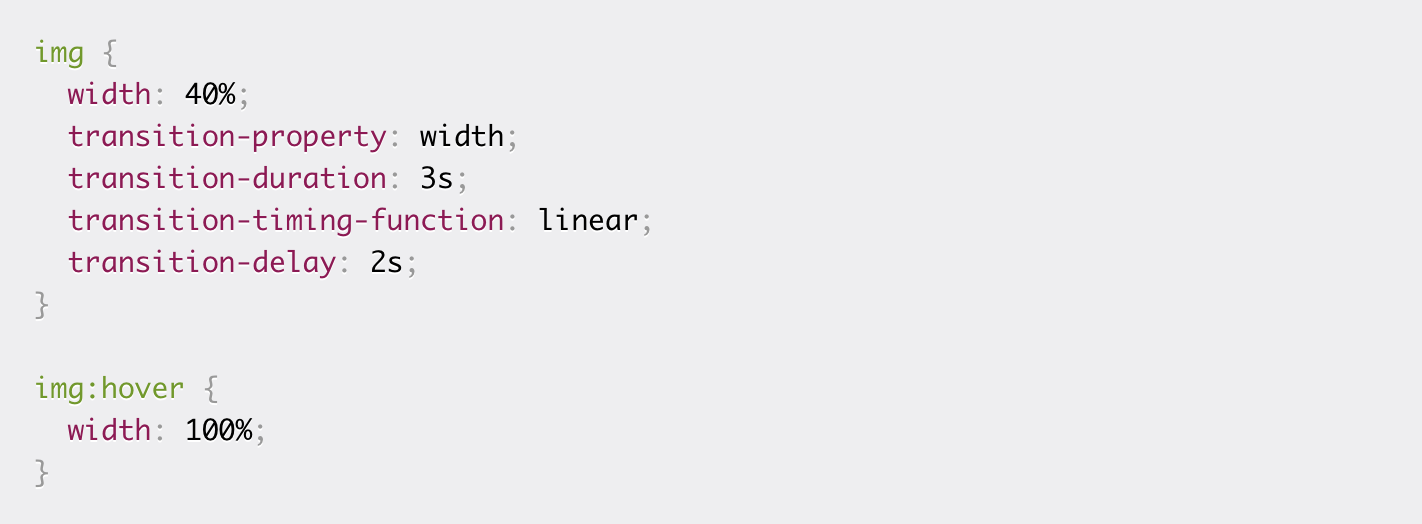 img {
  width: 40%;
  transition-property: width;
  transition-duration: 3s;
  transition-timing-function: linear;
  transition-delay: 2s;
}

img:hover {
  width: 100%;
}